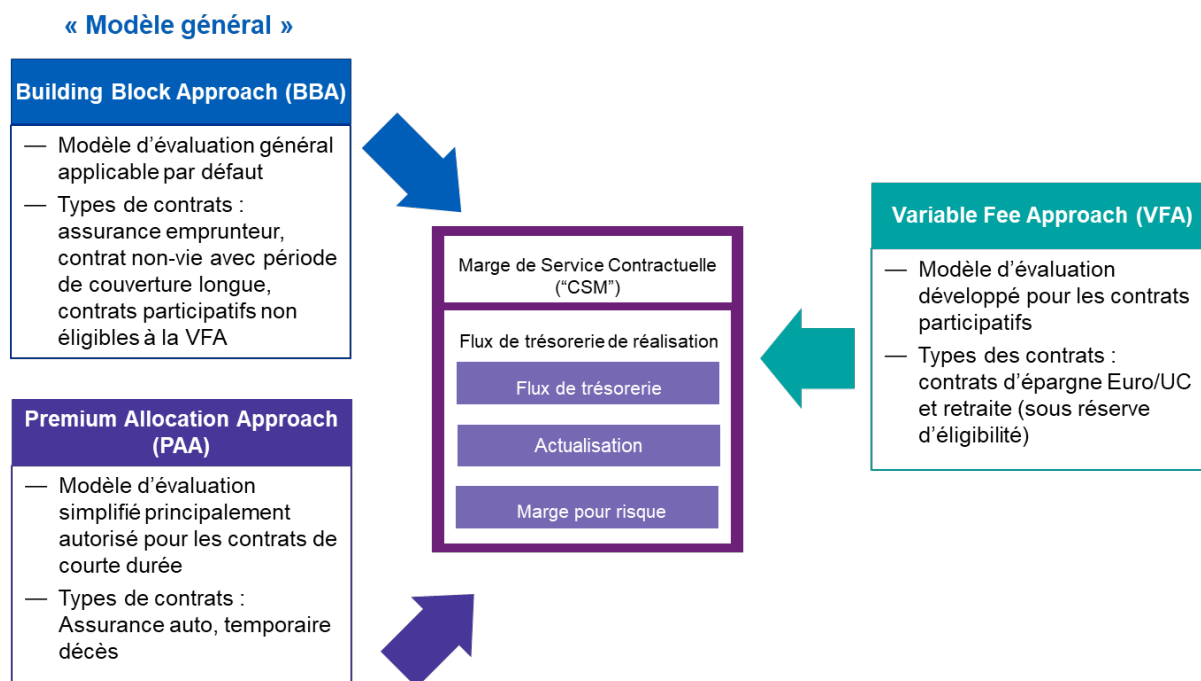 « Modèle général »
Building Block Approach (BBA)
— Modèle d'évaluation général
applicable par défaut
— Types de contrats :
assurance emprunteur,
contrat non-vie avec période
de couverture longue,
contrats participatifs non
éligibles à la VFA
Premium Allocation Approach
(PAA)
— Modèle d'évaluation
simplifié principalement
autorisé pour les contrats de
courte durée
— Types de contrats :
Assurance auto, temporaire
décès
Marge de Service Contractuelle
(“CSM”)
Flux de trésorerie de réalisation
Flux de trésorerie
Actualisation
Marge pour risque
Variable Fee Approach (VFA)
— Modèle d'évaluation
développé pour les contrats
participatifs
— Types des contrats :
contrats d'épargne Euro/UC
et retraite (sous réserve
d'éligibilité)